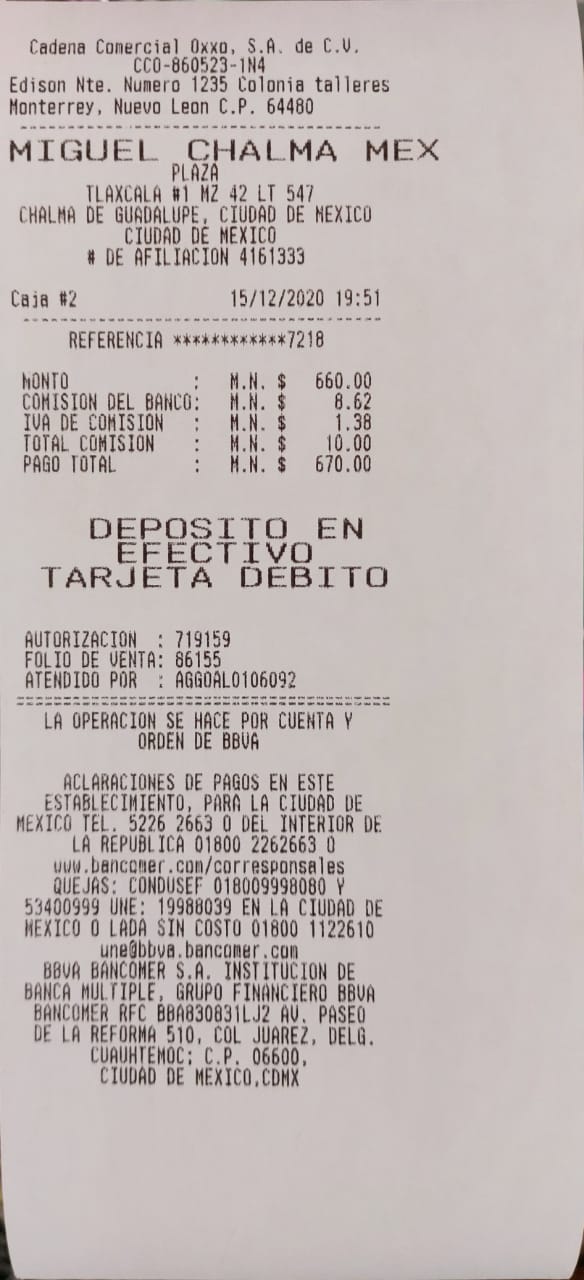 Cadena Comercial Oxxo, S.A. de C.V.
CCO-860523-1N4
Edison Nte. Numero 1235 Colonia talleres
Monterrey, Nuevo Leon C.P. 64480
MIGUEL CHALMA MEX
PLAZA
TLAXCALA #1 MZ 42 LT 547
CHALMA DE GUADALUPE, CIUDAD DE MEXICO
CIUDAD DE MEXICO
# DE AFILIACION 4161333
Caja #2 15/12/2020 19:51
REFERENCIA ************7218
MONTO : M.N. $ 660.00
COMISION DEL BANCO: M.N. $ 8.62
IVA DE COMISION : M.N. $ 1.38
TOTAL COMISION : M.N. $ 10.00
PAGO TOTAL : M.N. $ 670.00
DEPOSITO EN
EFECTIVO
TARJETA DEBITO
AUTORIZACION : 719159
FOLIO DE VENTA: 86155
ATENDIDO POR : AGGOAL0106092
LA OPERACION SE HACE POR CUENTA Y
ORDEN DE BBVA
ACLARACIONES DE PAGOS EN ESTE
ESTABLECIMIENTO, PARA LA CIUDAD DE
MEXICO TEL. 5226 2663 O DEL INTERIOR DE
LA REPUBLICA 01800 2262663 O
www.bancomer.com/corresponsales
QUEJAS: CONDUSEF 018009998080 Y
53400999 UNE: 19988039 EN LA CIUDAD DE
MEXICO O LADA SIN COSTO 01800 1122610
une@bbva.bancomer.com
BBVA BANCOMER S.A. INSTITUCION DE
BANCA MULTIPLE, GRUPO FINANCIERO BBVA
BANCOMER RFC BBA830831LJ2 AV. PASEO
DE LA REFORMA 510, COL JUAREZ, DELG.
CUAUHTEMOC; C.P. 06600,
CIUDAD DE MEXICO,CDMX